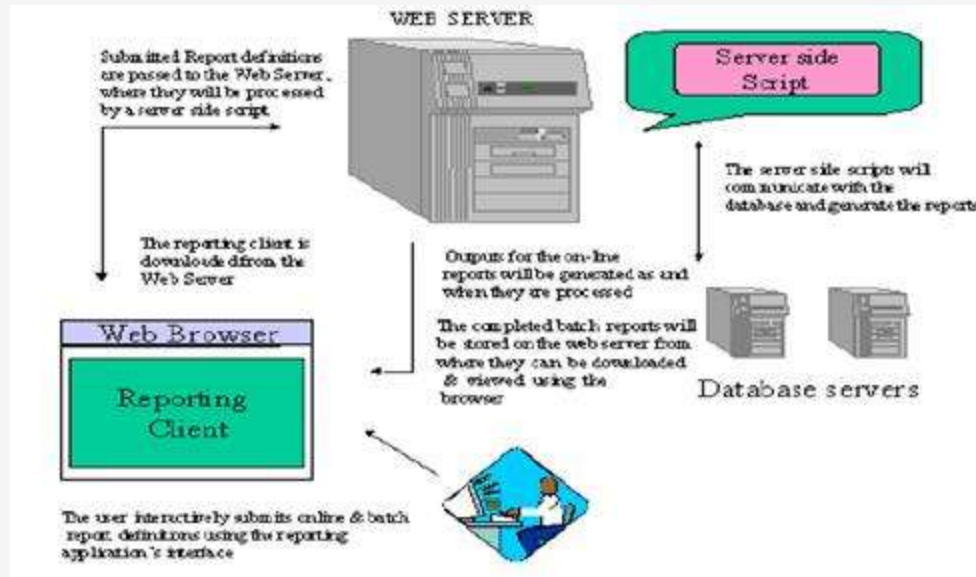 WEB SERVER
Submitted Report definitions
are passed to the Web Server,
where they will be processed
by a server side script
Server side
Script
The server side scripts will
communicate with the
database and generate the reports
The reporting client is
downloaded from the
Web Server
Outputs for the on-line
reports will be generated as and
when they are processed
The completed batch reports will
be stored on the web server from
where they can be downloaded
& viewed using the
browser
Web Browser
Reporting
Client
Database servers
The user interactively submits online & batch
report definitions using the reporting
application's interface